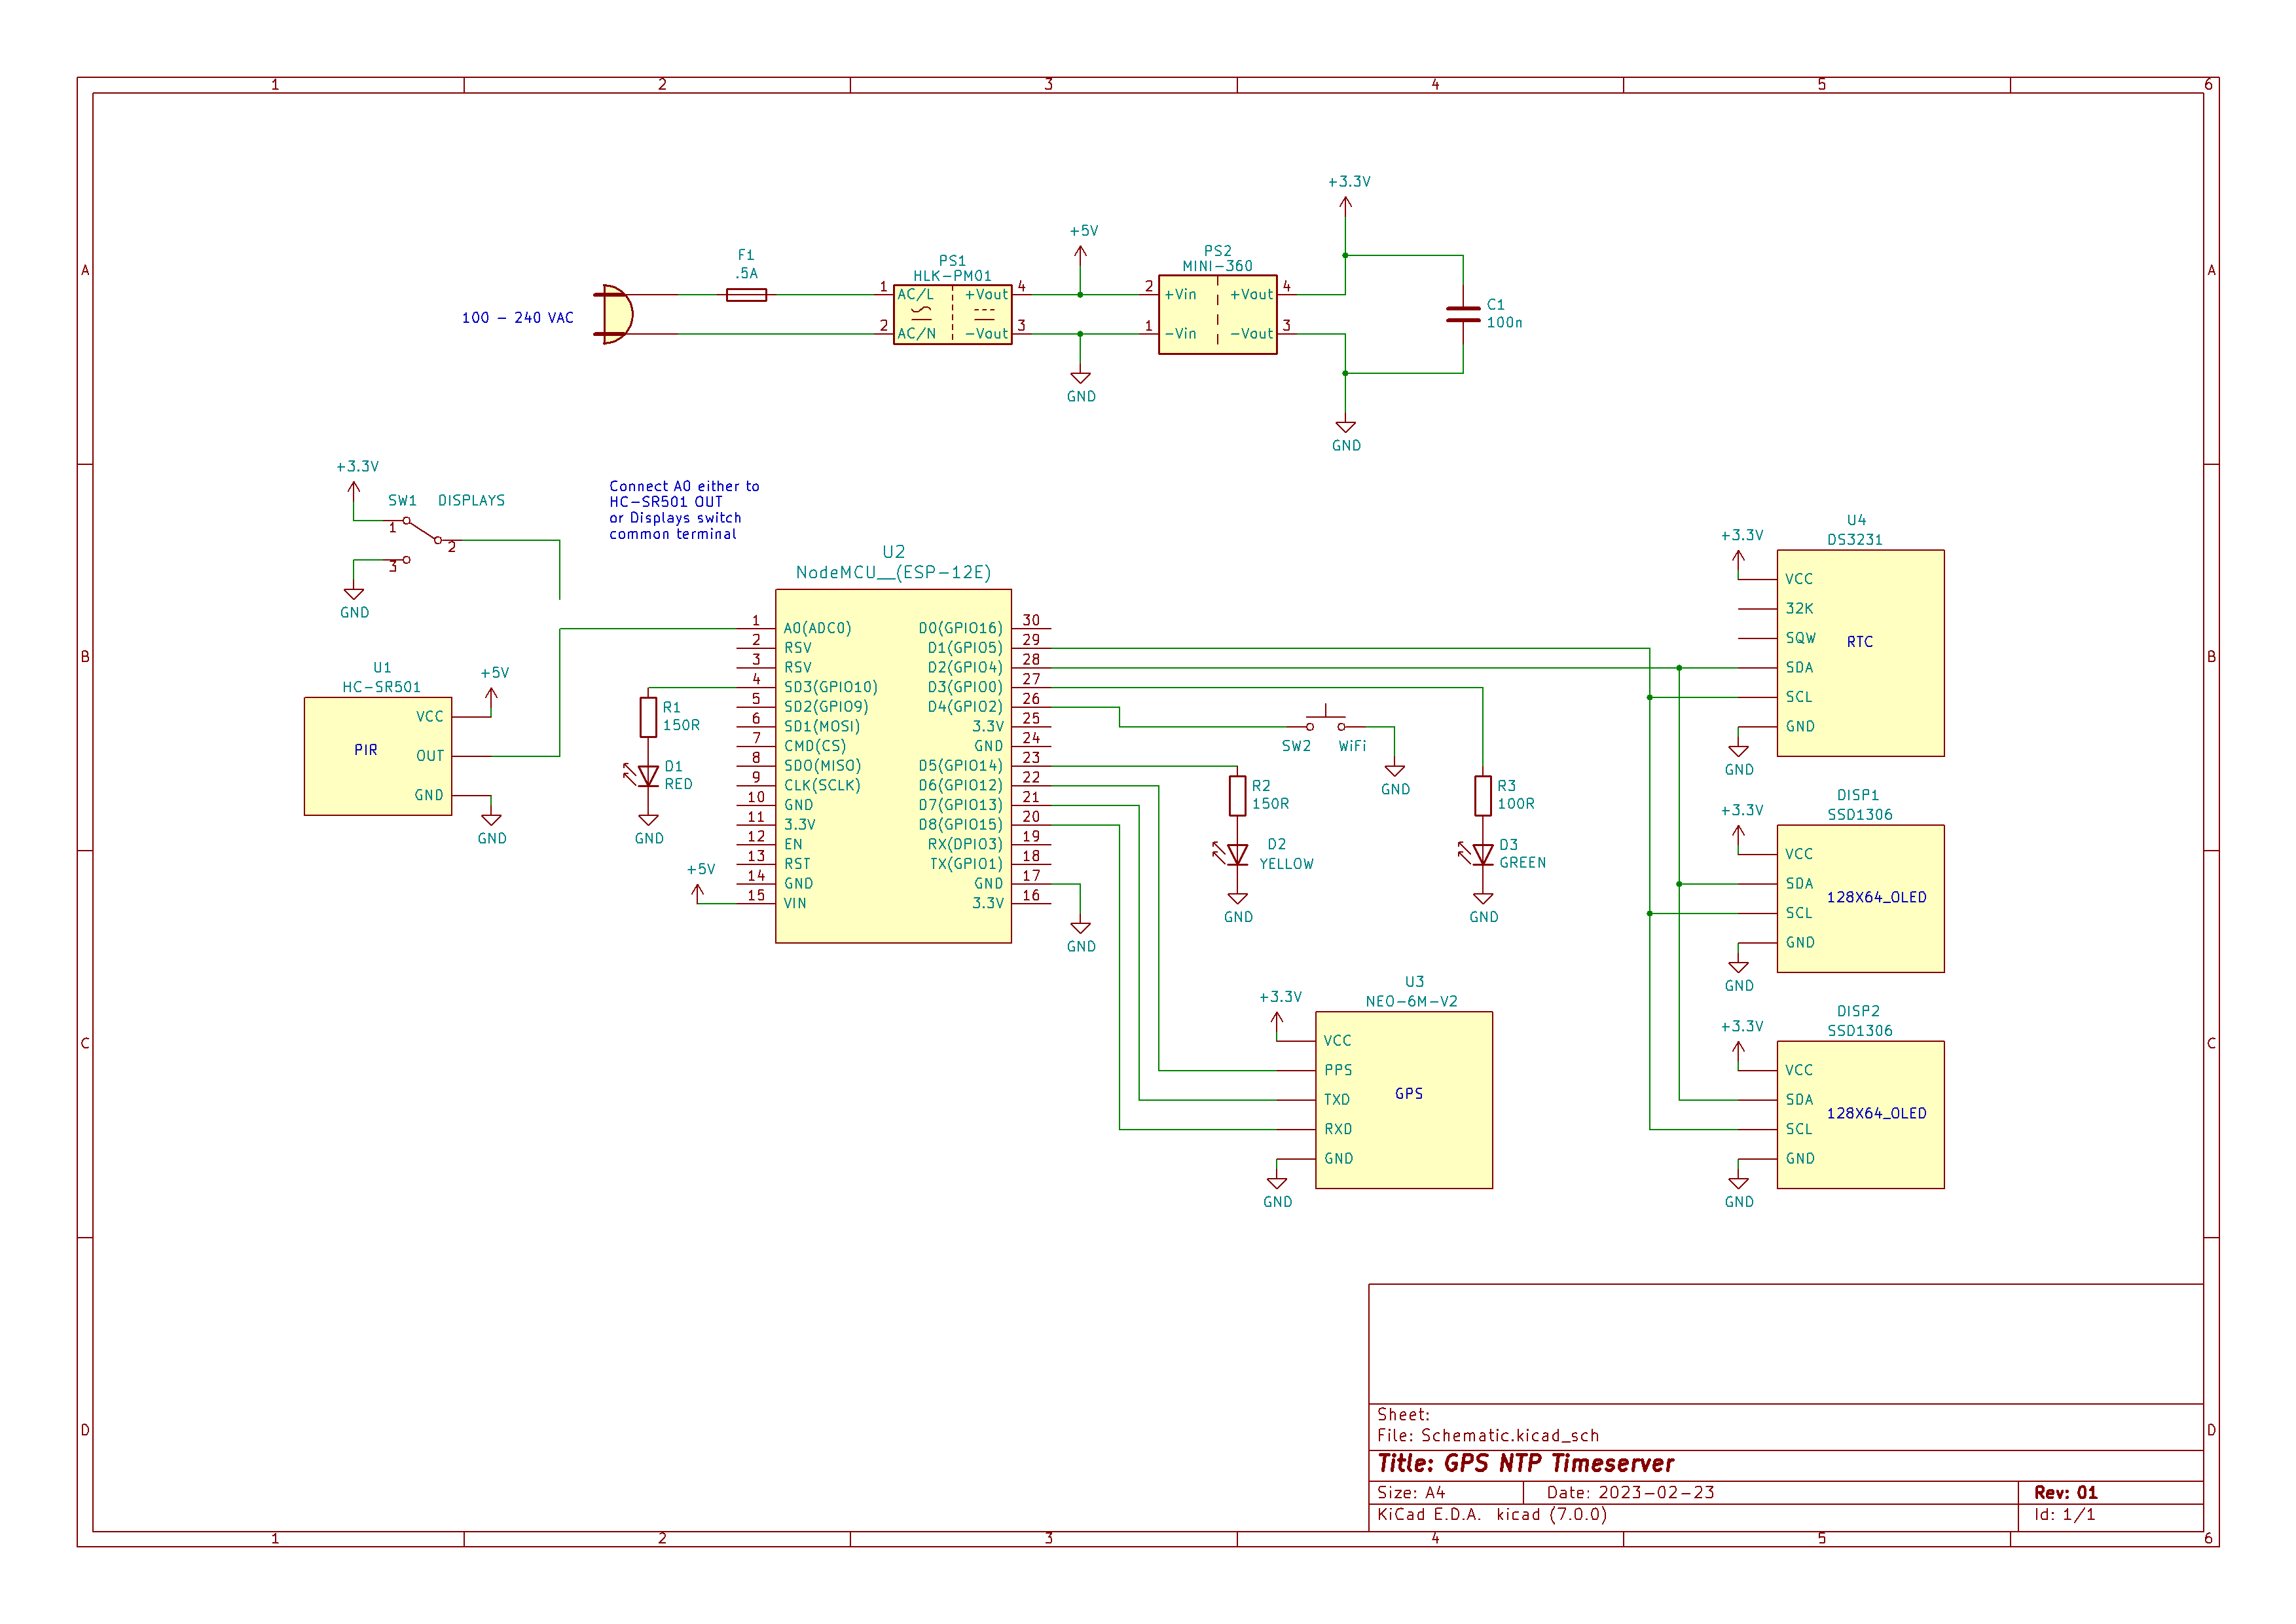 1 2 3 4 5 6
A A
B B
C C
D D
1 2 3 4 5 6
100 - 240 VAC
F1
.5A
PS1
HLK-PM01
1 AC/L +Vout 4
2 AC/N -Vout 3
+5V
GND
PS2
MINI-360
2 +Vin +Vout 4
1 -Vin -Vout 3
+3.3V
C1
100n
GND
+3.3V
SW1 DISPLAYS
1
2
3
GND
Connect A0 either to
HC-SR501 OUT
or Displays switch
common terminal
U1
HC-SR501
+5V
VCC
PIR
OUT
GND
GND
R1
150R
D1
RED
GND
+5V
U2
NodeMCU__(ESP-12E)
1 A0(ADC0) D0(GPIO16) 30
2 RSV D1(GPIO5) 29
3 RSV D2(GPIO4) 28
4 SD3(GPIO10) D3(GPIO0) 27
5 SD2(GPIO9) D4(GPIO2) 26
6 SD1(MOSI) 3.3V 25
7 CMD(CS) GND 24
8 SDO(MISO) D5(GPIO14) 23
9 CLK(SCLK) D6(GPIO12) 22
10 GND D7(GPIO13) 21
11 3.3V D8(GPIO15) 20
12 EN RX(DPIO3) 19
13 RST TX(GPIO1) 18
14 GND GND 17
15 VIN 3.3V 16
GND
SW2 WiFi
GND
R2
150R
D2
YELLOW
GND
R3
100R
D3
GREEN
GND
U3
NEO-6M-V2
+3.3V
VCC
PPS
GPS
TXD
RXD
GND
GND
U4
DS3231
+3.3V
VCC
32K
SQW
RTC
SDA
SCL
GND
GND
DISP1
SSD1306
+3.3V
VCC
SDA
128X64_OLED
SCL
GND
GND
DISP2
SSD1306
+3.3V
VCC
SDA
128X64_OLED
SCL
GND
GND
Sheet:
File: Schematic.kicad_sch
Title: GPS NTP Timeserver
Size: A4 Date: 2023-02-23 Rev: 01
KiCad E.D.A. kicad (7.0.0) Id: 1/1